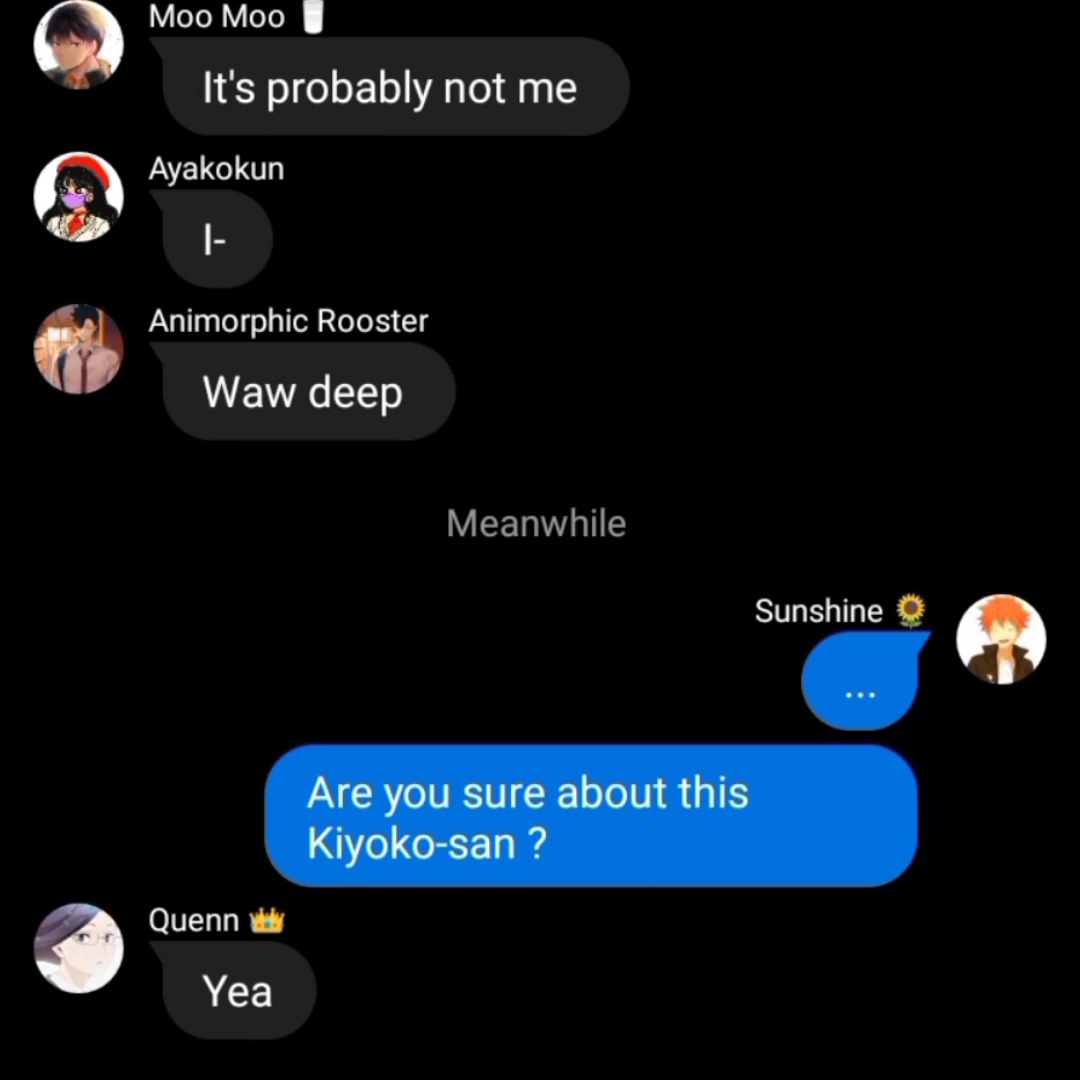 Moo Moo 🥛
It's probably not me
Ayakokun
I-
Animorphic Rooster
Waw deep
Meanwhile
Sunshine 🌻
...
Are you sure about this
Kiyoko-san ?
Quenn 👑
Yea